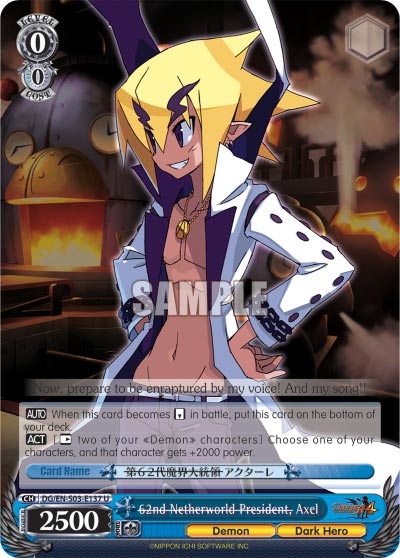 LEVEL
0
0
COST
SAMPLE
Now: prepare to be enraptured by my voice! And my song!!
AUTO When this card becomes in battle, put this card on the bottom of
your deck.
ACT [ two of your «Demon» characters] Choose one of your
characters, and that character gets +2000 power.
Card Name 第62代魔界大統領 アクターレ
CH DG/EN-S03-E137 U
POWER 2500 SOUL 62nd Netherworld President, Axel
Demon Dark Hero
©NIPPON ICHI SOFTWARE INC.